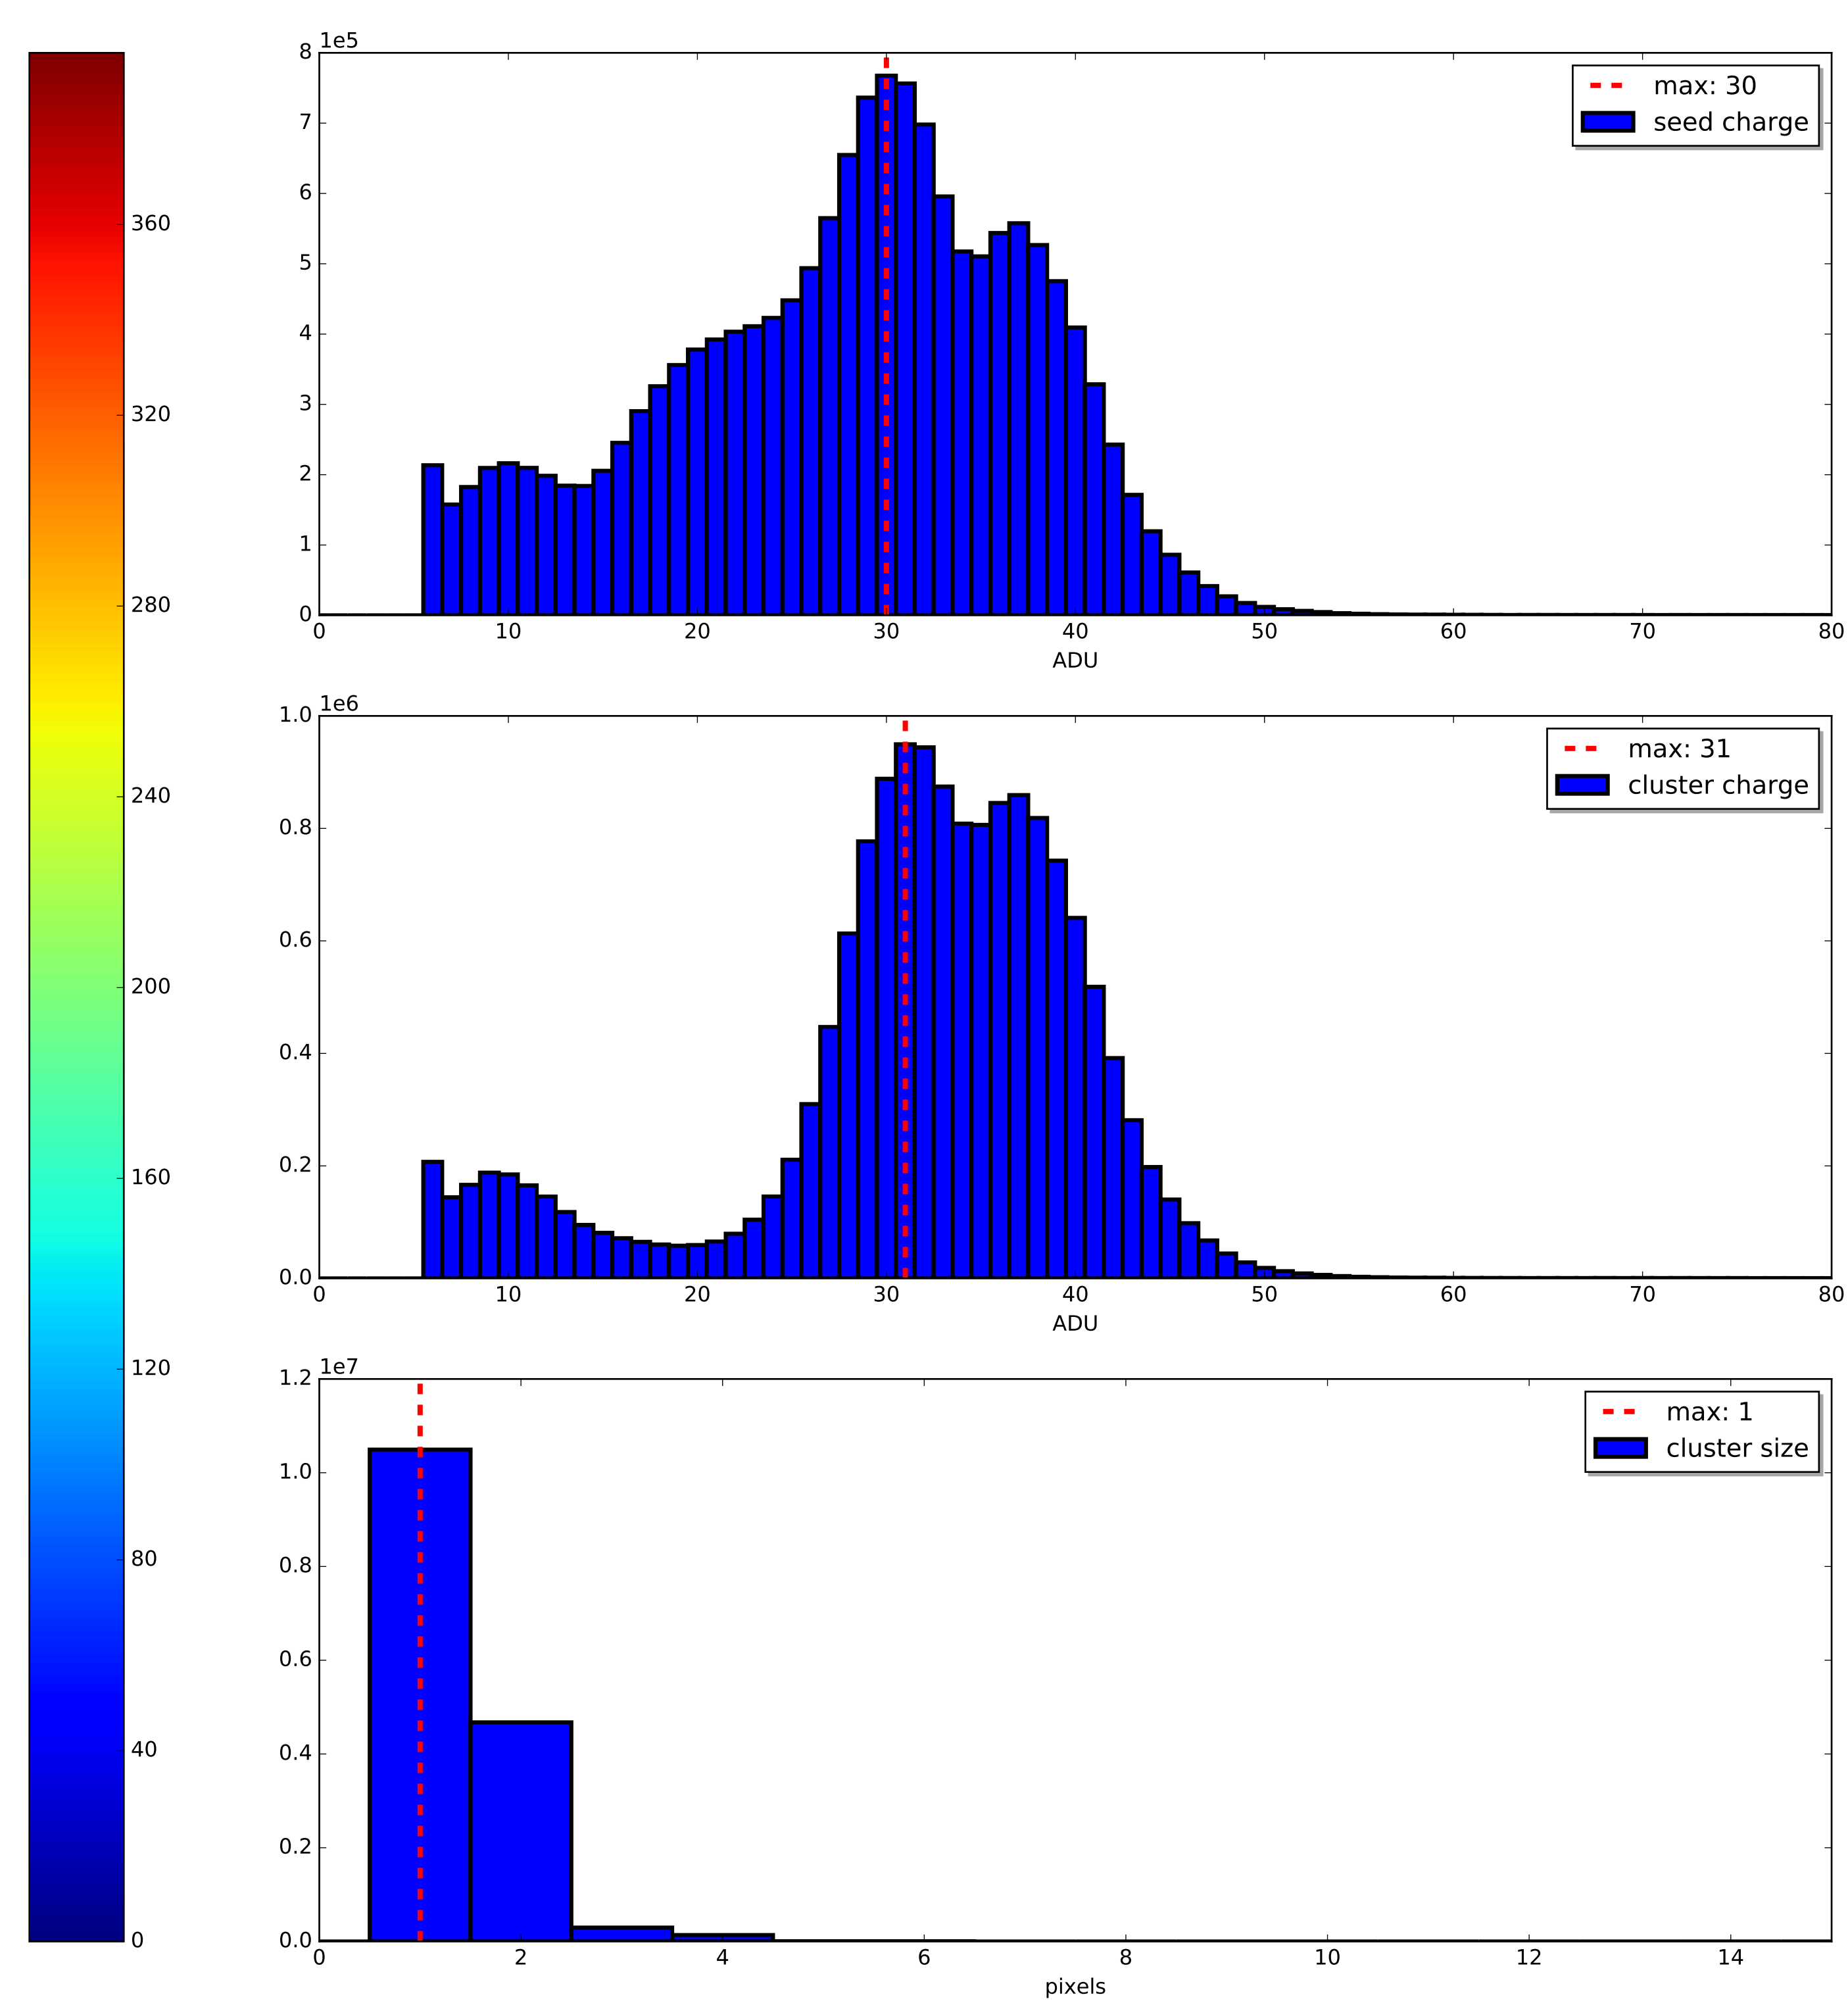 360
320
280
240
200
160
120
80
40
0
1e5
8
7
6
5
4
3
2
1
0
0 10 20 30 40 50 60 70 80
ADU
max: 30
seed charge
1e6
1.0
0.8
0.6
0.4
0.2
0.0
0 10 20 30 40 50 60 70 80
ADU
max: 31
cluster charge
1e7
1.2
1.0
0.8
0.6
0.4
0.2
0.0
0 2 4 6 8 10 12 14
pixels
max: 1
cluster size